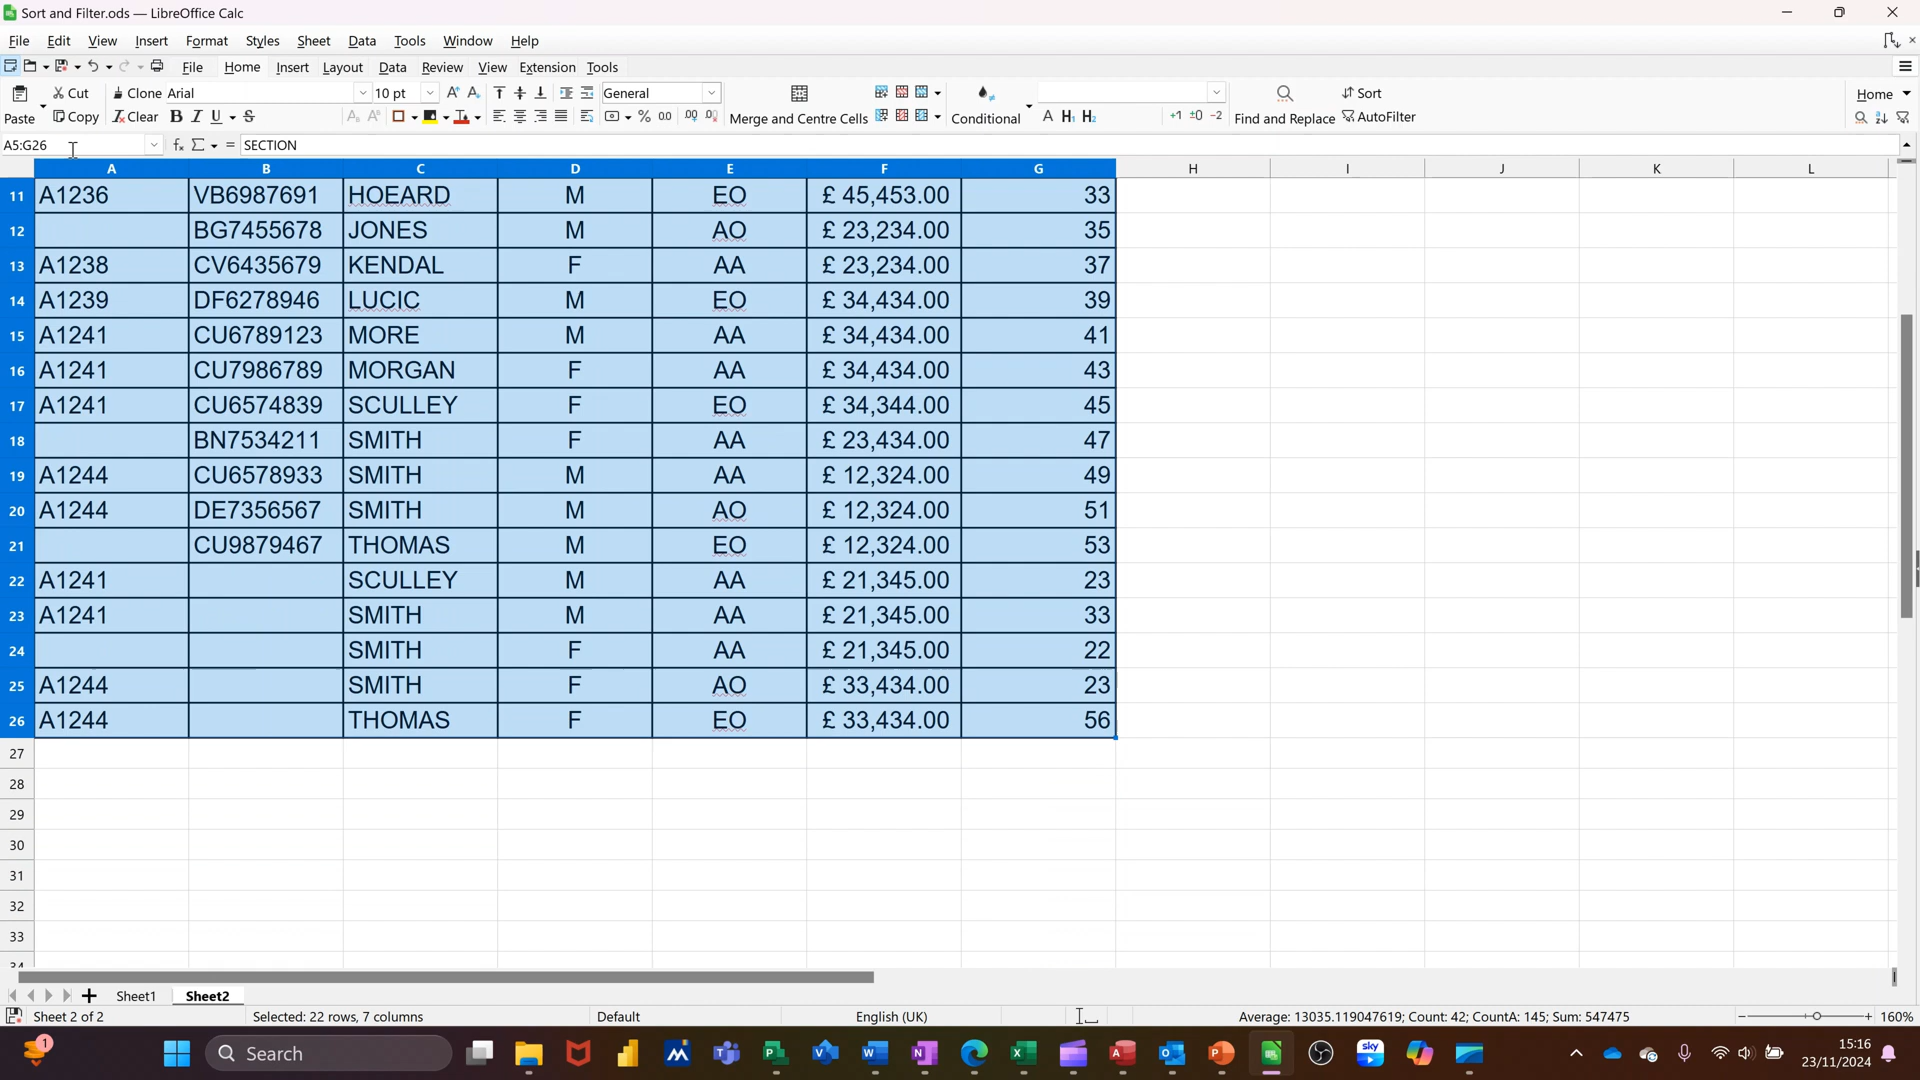 Sort and Filter.ods — LibreOffice Calc
File Edit View Insert Format Styles Sheet Data Tools Window Help
File Home Insert Layout Data Review View Extension Tools
Cut Clone Arial 10 pt General Sort Home
Paste Copy Clear B I U S Merge and Centre Cells Conditional A H1 H2 Find and Replace AutoFilter
A5:G26 SECTION
A B C D E F G H I J K L
11 A1236 VB6987691 HOEARD M EO £ 45,453.00 33
12 BG7455678 JONES M AO £ 23,234.00 35
13 A1238 CV6435679 KENDAL F AA £ 23,234.00 37
14 A1239 DF6278946 LUCIC M EO £ 34,434.00 39
15 A1241 CU6789123 MORE M AA £ 34,434.00 41
16 A1241 CU7986789 MORGAN F AA £ 34,434.00 43
17 A1241 CU6574839 SCULLEY F EO £ 34,344.00 45
18 BN7534211 SMITH F AA £ 23,434.00 47
19 A1244 CU6578933 SMITH M AA £ 12,324.00 49
20 A1244 DE7356567 SMITH M AO £ 12,324.00 51
21 CU9879467 THOMAS M EO £ 12,324.00 53
22 A1241 SCULLEY M AA £ 21,345.00 23
23 A1241 SMITH M AA £ 21,345.00 33
24 SMITH F AA £ 21,345.00 22
25 A1244 SMITH F AO £ 33,434.00 23
26 A1244 THOMAS F EO £ 33,434.00 56
27
28
29
30
31
32
33
34
Sheet1 Sheet2
Sheet 2 of 2 Selected: 22 rows, 7 columns Default English (UK) Average: 13035.119047619; Count: 42; CountA: 145; Sum: 547475 160%
Search
15:16
23/11/2024